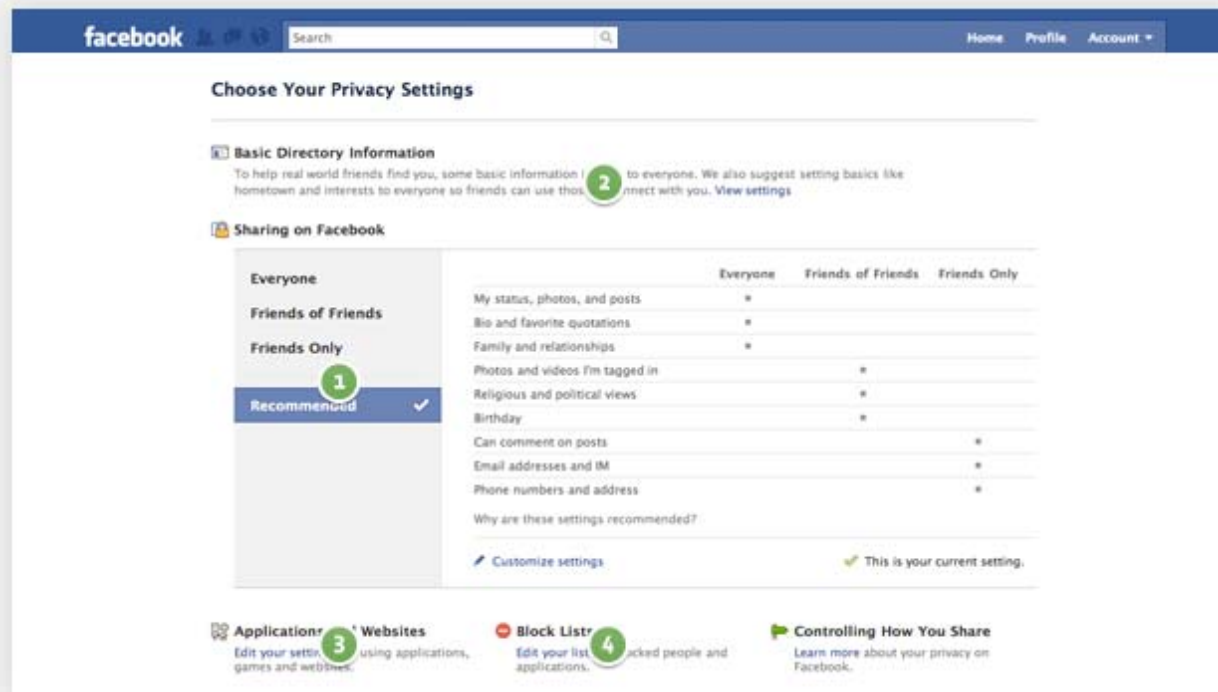 facebook Search Home Profile Account
Choose Your Privacy Settings
Basic Directory Information
To help real world friends find you, some basic information to everyone. We also suggest setting basics like
hometown and interests to everyone so friends can use connect with you. View settings
2
Sharing on Facebook
Everyone
Friends of Friends
Friends Only
1
Recommended
Everyone Friends of Friends Friends Only
My status, photos, and posts
Bio and favorite quotations
Family and relationships
Photos and videos I'm tagged in
Religious and political views
Birthday
Can comment on posts
Email addresses and IM
Phone numbers and address
Why are these settings recommended?
Customize settings This is your current setting.
Applications Websites
3
Edit your using applications,
games and websites.
Block Lists
4
Edit your blocked people and
applications.
Controlling How You Share
Learn more about your privacy on
Facebook.